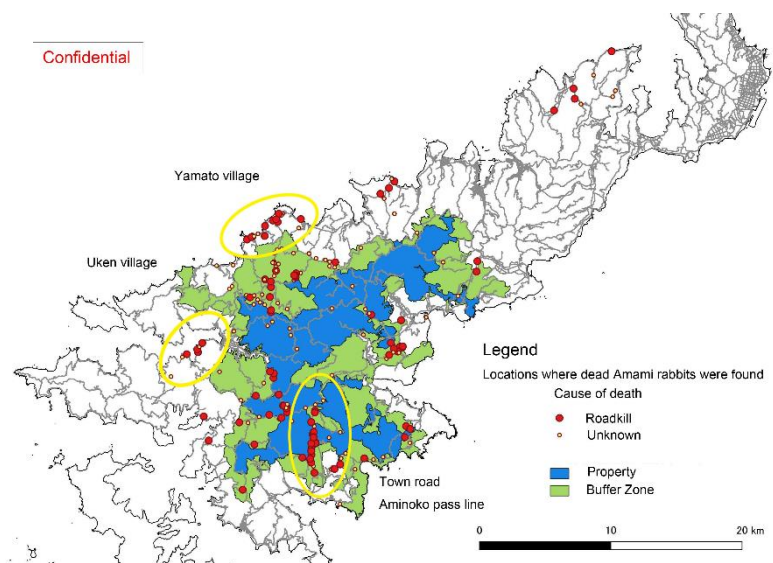 Confidential
Yamato village
Uken village
Legend
Locations where dead Amami rabbits were found
Cause of death
Roadkill
Unknown
Property
Buffer Zone
Town road
Aminoko pass line
0 10 20 km